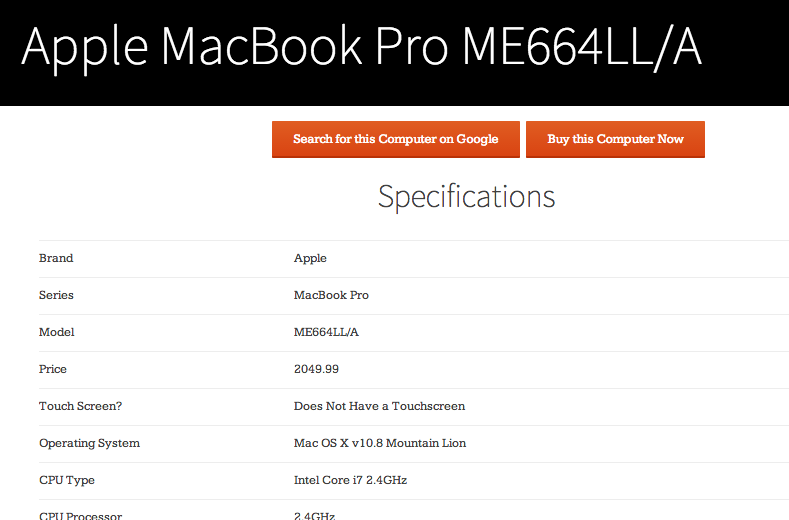 Apple MacBook Pro ME664LL/A
Search for this Computer on Google Buy this Computer Now
Specifications
Brand Apple
Series MacBook Pro
Model ME664LL/A
Price 2049.99
Touch Screen? Does Not Have a Touchscreen
Operating System Mac OS X v10.8 Mountain Lion
CPU Type Intel Core i7 2.4GHz
CPU Processor 2.4GHz